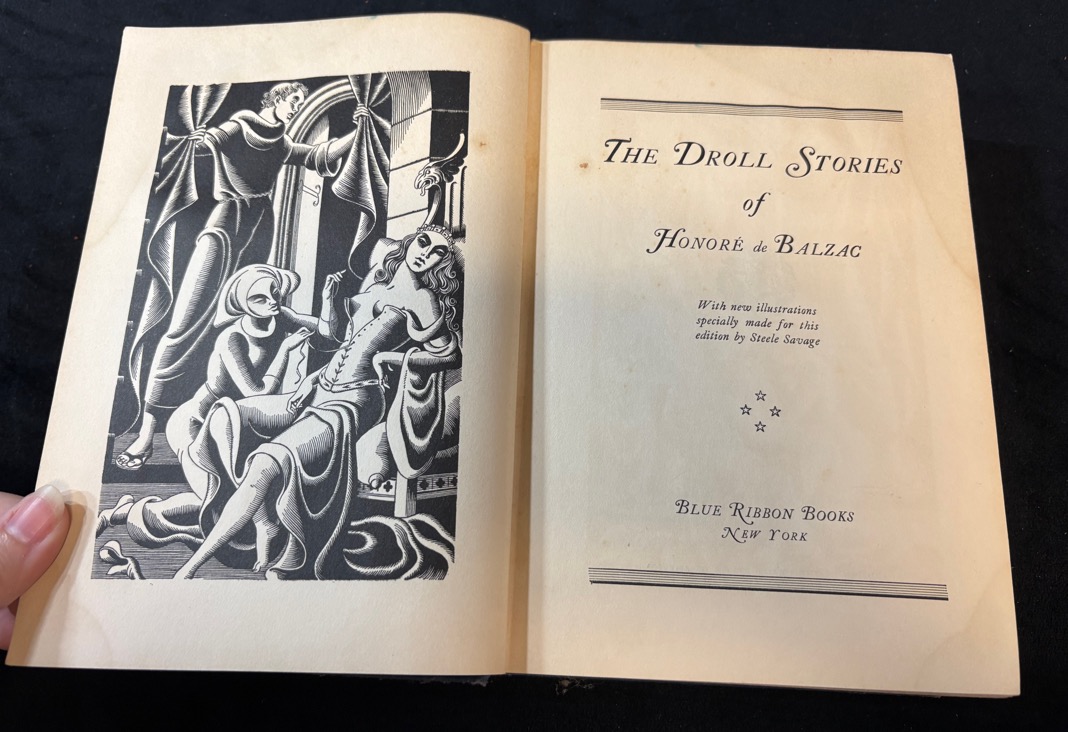 The Droll Stories
of
Honoré de Balzac
With new illustrations
specially made for this
edition by Steele Savage
Blue Ribbon Books
New York